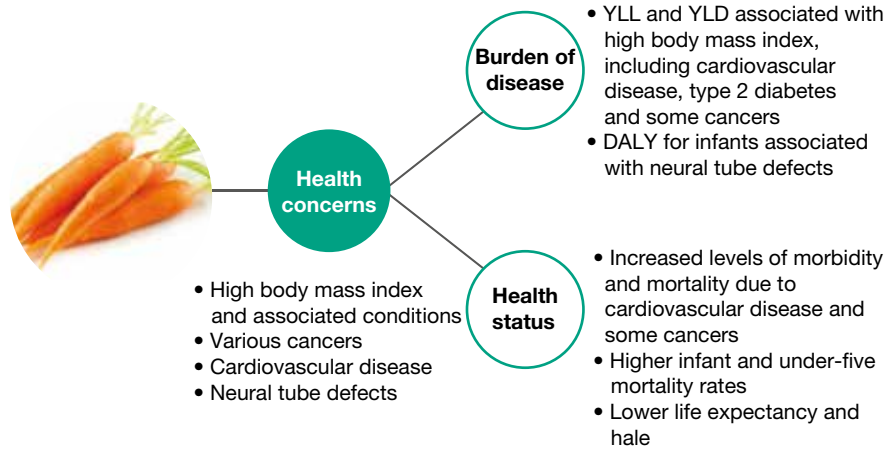 Health
concerns
• High body mass index
and associated conditions
• Various cancers
• Cardiovascular disease
• Neural tube defects
Burden of
disease
• YLL and YLD associated with
high body mass index,
including cardiovascular
disease, type 2 diabetes
and some cancers
• DALY for infants associated
with neural tube defects
Health
status
• Increased levels of morbidity
and mortality due to
cardiovascular disease and
some cancers
• Higher infant and under-five
mortality rates
• Lower life expectancy and
hale